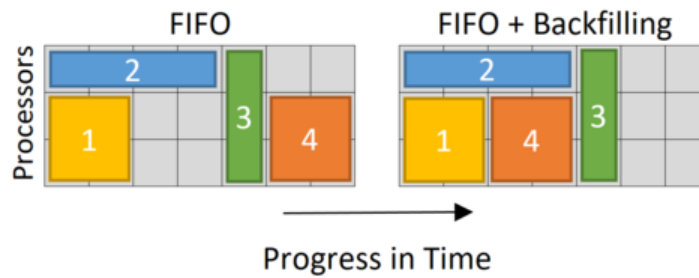 FIFO
FIFO + Backfilling
Processors
2
1
3
4
2
1
4
3
Progress in Time